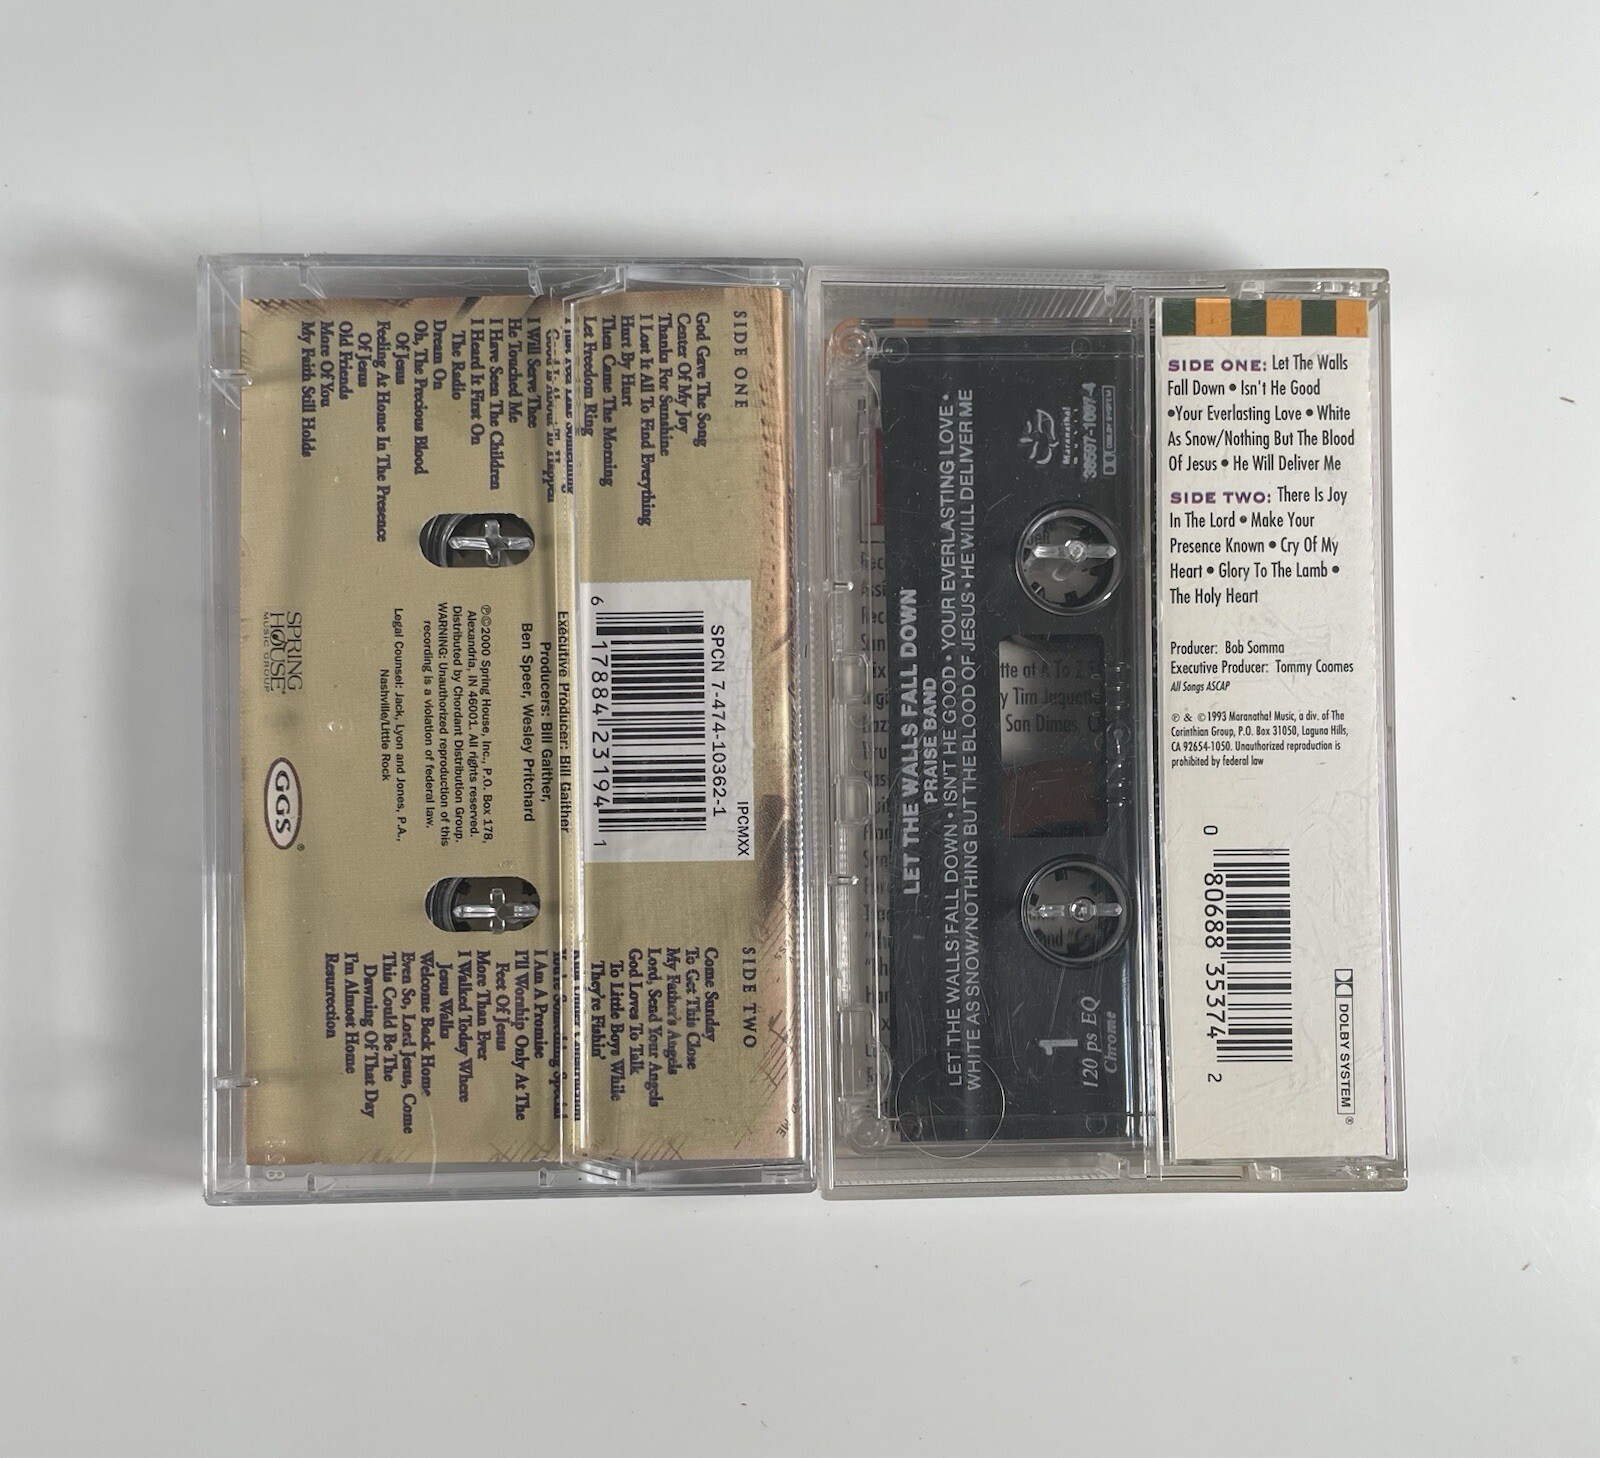 SIDE ONE
God Gave The Song
Center Of My Joy
Thanks For Sunshine
I Lost It All To Find Everything
Hurt By Hurt
Then Came The Morning
Let Freedom Ring
I Will Serve Thee
He Touched Me
I Have Seen The Children
I Heard It First On
The Radio
Dream On
Oh, The Precious Blood
Of Jesus
Feeling At Home In The Presence
Of Jesus
Old Friends
More Of You
My Faith Still Holds
IPCMXX
SPCN 7-474-10362-1
6 17884 23194 1
Executive Producer: Bill Gaither
Producers: Bill Gaither,
Ben Speer, Wesley Pritchard
℗©2000 Spring House, Inc., P.O. Box 178,
Alexandria, IN 46001. All rights reserved.
Distributed by Chordant Distribution Group.
WARNING: Unauthorized reproduction of this
recording is a violation of federal law.
Legal Counsel: Jack, Lyon and Jones, P.A.,
Nashville/Little Rock
SPRING
HOUSE
MUSIC GROUP
GGS®
SIDE TWO
Come Sunday
To Get This Close
My Father's Angels
Lord, Send Your Angels
God Loves To Talk
To Little Boys While
They're Fishin'
You're Something Special
I Am A Promise
I'll Worship Only At The
Feet Of Jesus
More Than Ever
I Walked Today Where
Jesus Walks
Welcome Back Home
Even So, Lord Jesus, Come
This Could Be The
Dawning Of That Day
I'm Almost Home
Resurrection
LET THE WALLS FALL DOWN
PRAISE BAND
LET THE WALLS FALL DOWN • ISN'T HE GOOD • YOUR EVERLASTING LOVE •
WHITE AS SNOW/NOTHING BUT THE BLOOD OF JESUS • HE WILL DELIVER ME
38697-1097-4
1
120 ps EQ
Chrome
tte at A To Z
y Tim Jaquett
San Dimas, C
SIDE ONE: Let The Walls
Fall Down • Isn't He Good
•Your Everlasting Love • White
As Snow/Nothing But The Blood
Of Jesus • He Will Deliver Me
SIDE TWO: There Is Joy
In The Lord • Make Your
Presence Known • Cry Of My
Heart • Glory To The Lamb •
The Holy Heart
Producer: Bob Somma
Executive Producer: Tommy Coomes
All Songs ASCAP
℗ & ©1993 Maranatha! Music, a div. of The
Corinthian Group, P.O. Box 31050, Laguna Hills,
CA 92654-1050. Unauthorized reproduction is
prohibited by federal law
0 80688 35374 2
DOLBY SYSTEM®